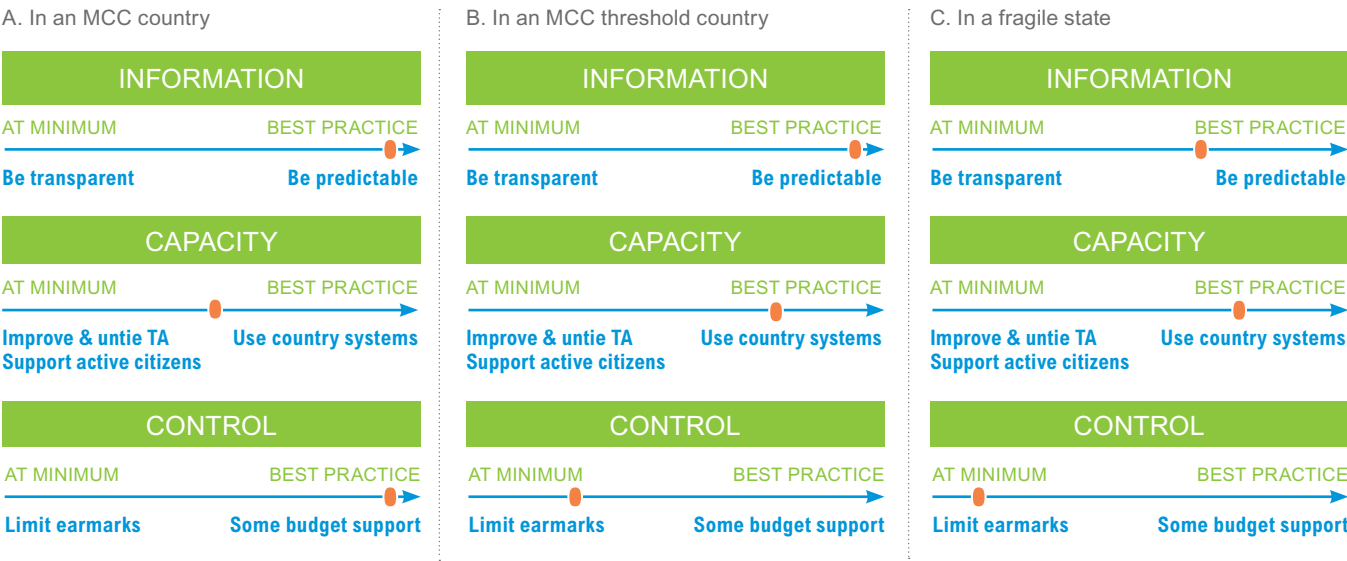 A. In an MCC country
INFORMATION
AT MINIMUM BEST PRACTICE
Be transparent Be predictable
CAPACITY
AT MINIMUM BEST PRACTICE
Improve & untie TA Use country systems
Support active citizens
CONTROL
AT MINIMUM BEST PRACTICE
Limit earmarks Some budget support
B. In an MCC threshold country
INFORMATION
AT MINIMUM BEST PRACTICE
Be transparent Be predictable
CAPACITY
AT MINIMUM BEST PRACTICE
Improve & untie TA Use country systems
Support active citizens
CONTROL
AT MINIMUM BEST PRACTICE
Limit earmarks Some budget support
C. In a fragile state
INFORMATION
AT MINIMUM BEST PRACTICE
Be transparent Be predictable
CAPACITY
AT MINIMUM BEST PRACTICE
Improve & untie TA Use country systems
Support active citizens
CONTROL
AT MINIMUM BEST PRACTICE
Limit earmarks Some budget support